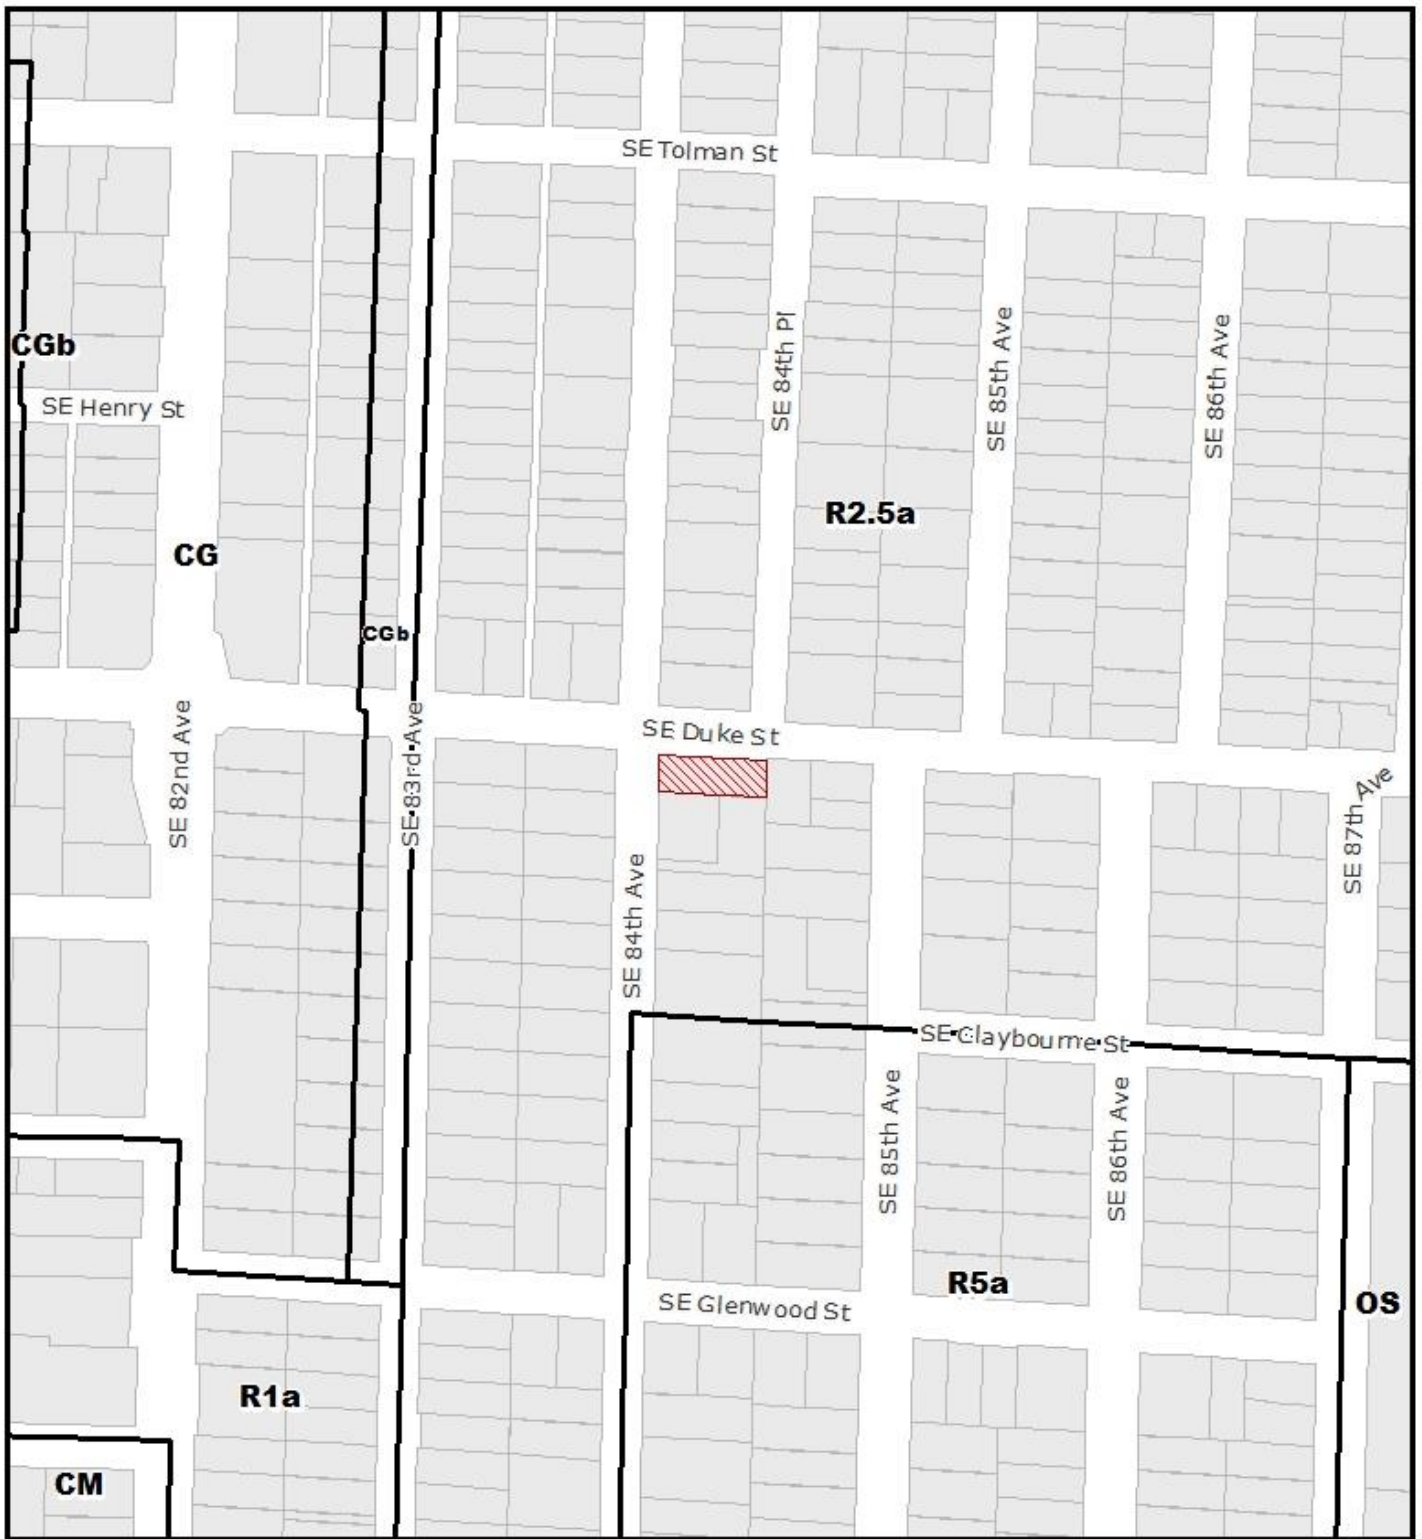 SE Tolman St
CGb
SE Henry St
SE 84th Pl
SE 85th Ave
SE 86th Ave
R2.5a
CG
CGb
SE Duke St
SE 82nd Ave
SE 83rd Ave
SE 84th Ave
SE 87th Ave
SE Claybourne St
SE 85th Ave
SE 86th Ave
R5a
OS
SE Glenwood St
R1a
CM